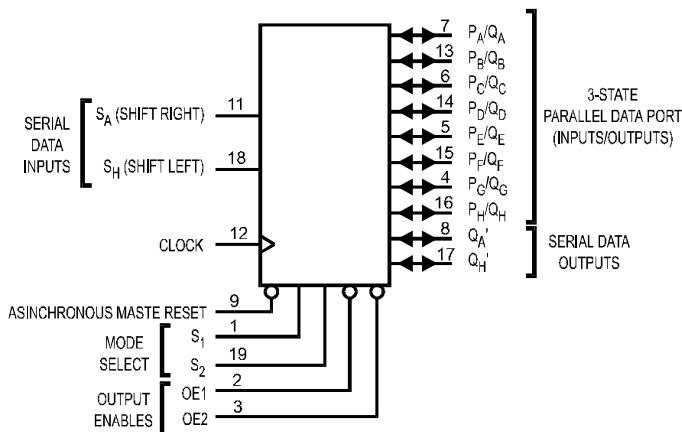 7 PA/QA
13 PB/QB
6 PC/QC
14 PD/QD
5 PE/QE
15 PF/QF
4 PG/QG
16 PH/QH
8 QA'
17 QH'
3-STATE
PARALLEL DATA PORT
(INPUTS/OUTPUTS)
SERIAL DATA
OUTPUTS
SERIAL
DATA
INPUTS
SA (SHIFT RIGHT) 11
SH (SHIFT LEFT) 18
CLOCK 12
ASINCHRONOUS MASTE RESET 9
MODE
SELECT
S1 1
S2 19
OUTPUT
ENABLES
OE1 2
OE2 3